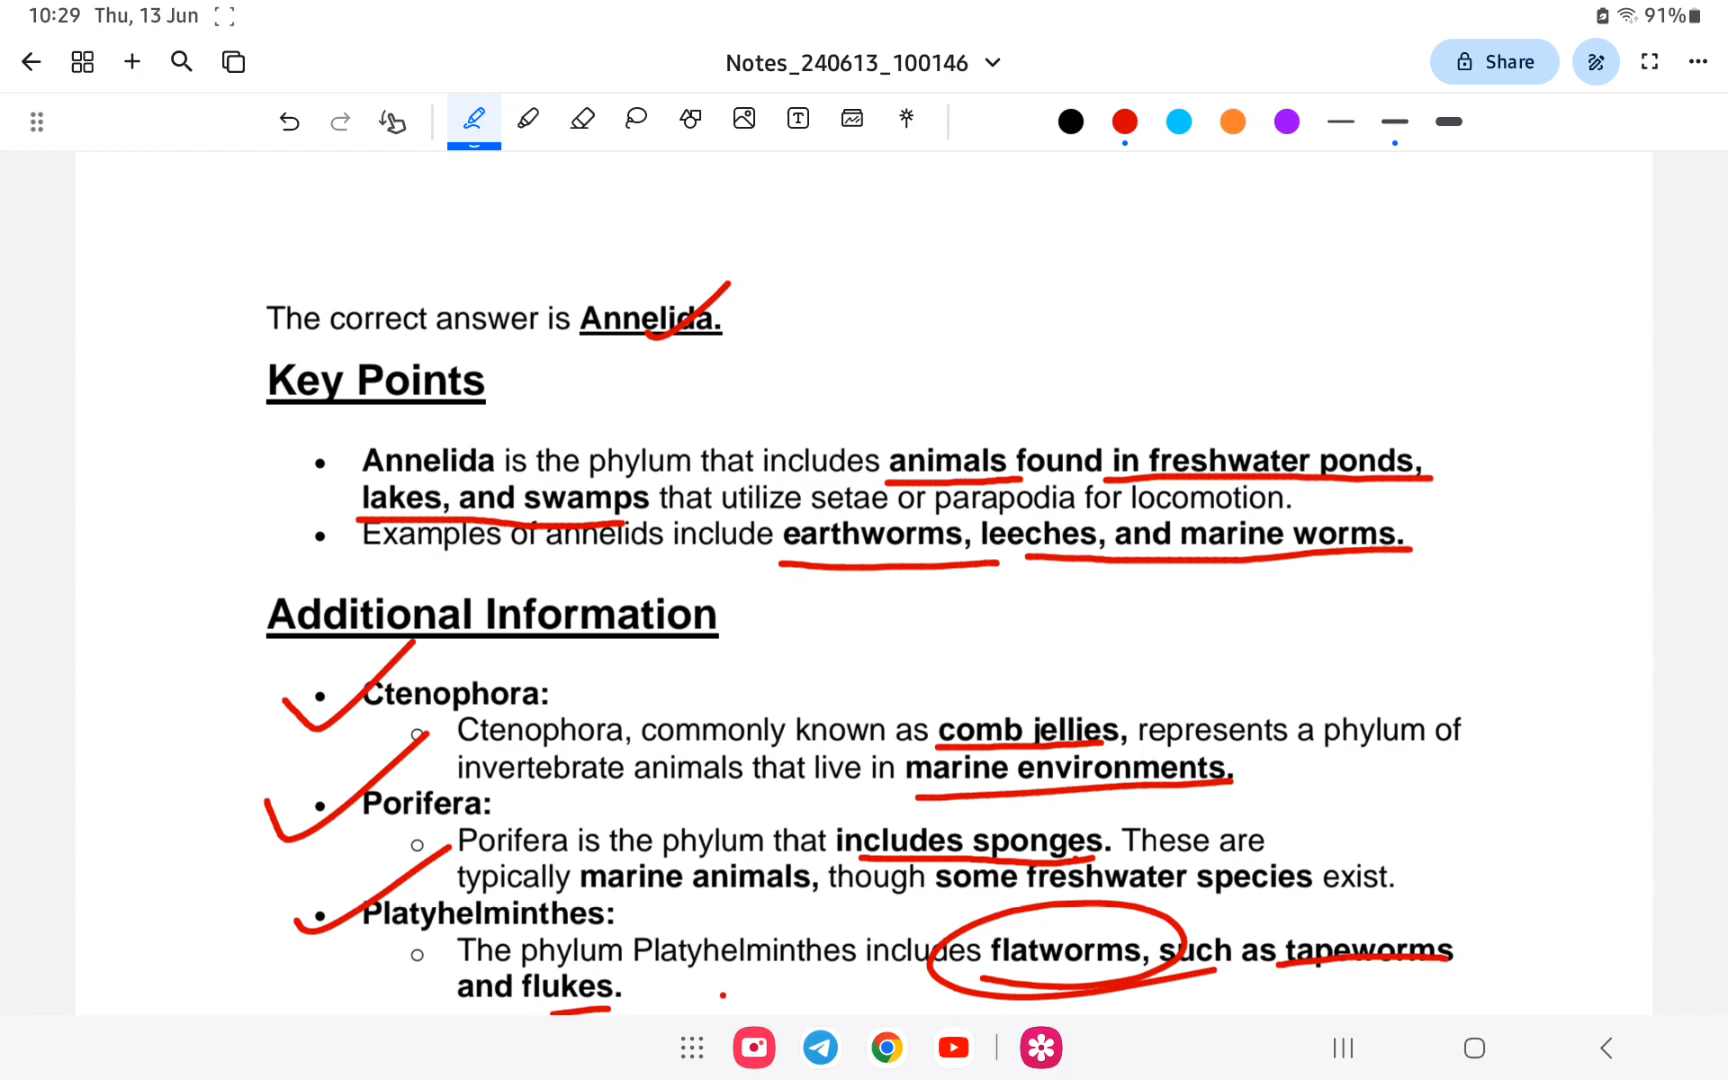 10:29 Thu, 13 Jun
91%
Notes_240613_100146
Share
The correct answer is Annelida.
Key Points
• Annelida is the phylum that includes animals found in freshwater ponds,
lakes, and swamps that utilize setae or parapodia for locomotion.
• Examples of annelids include earthworms, leeches, and marine worms.
Additional Information
• Ctenophora:
o Ctenophora, commonly known as comb jellies, represents a phylum of
invertebrate animals that live in marine environments.
• Porifera:
o Porifera is the phylum that includes sponges. These are
typically marine animals, though some freshwater species exist.
• Platyhelminthes:
o The phylum Platyhelminthes includes flatworms, such as tapeworms
and flukes.